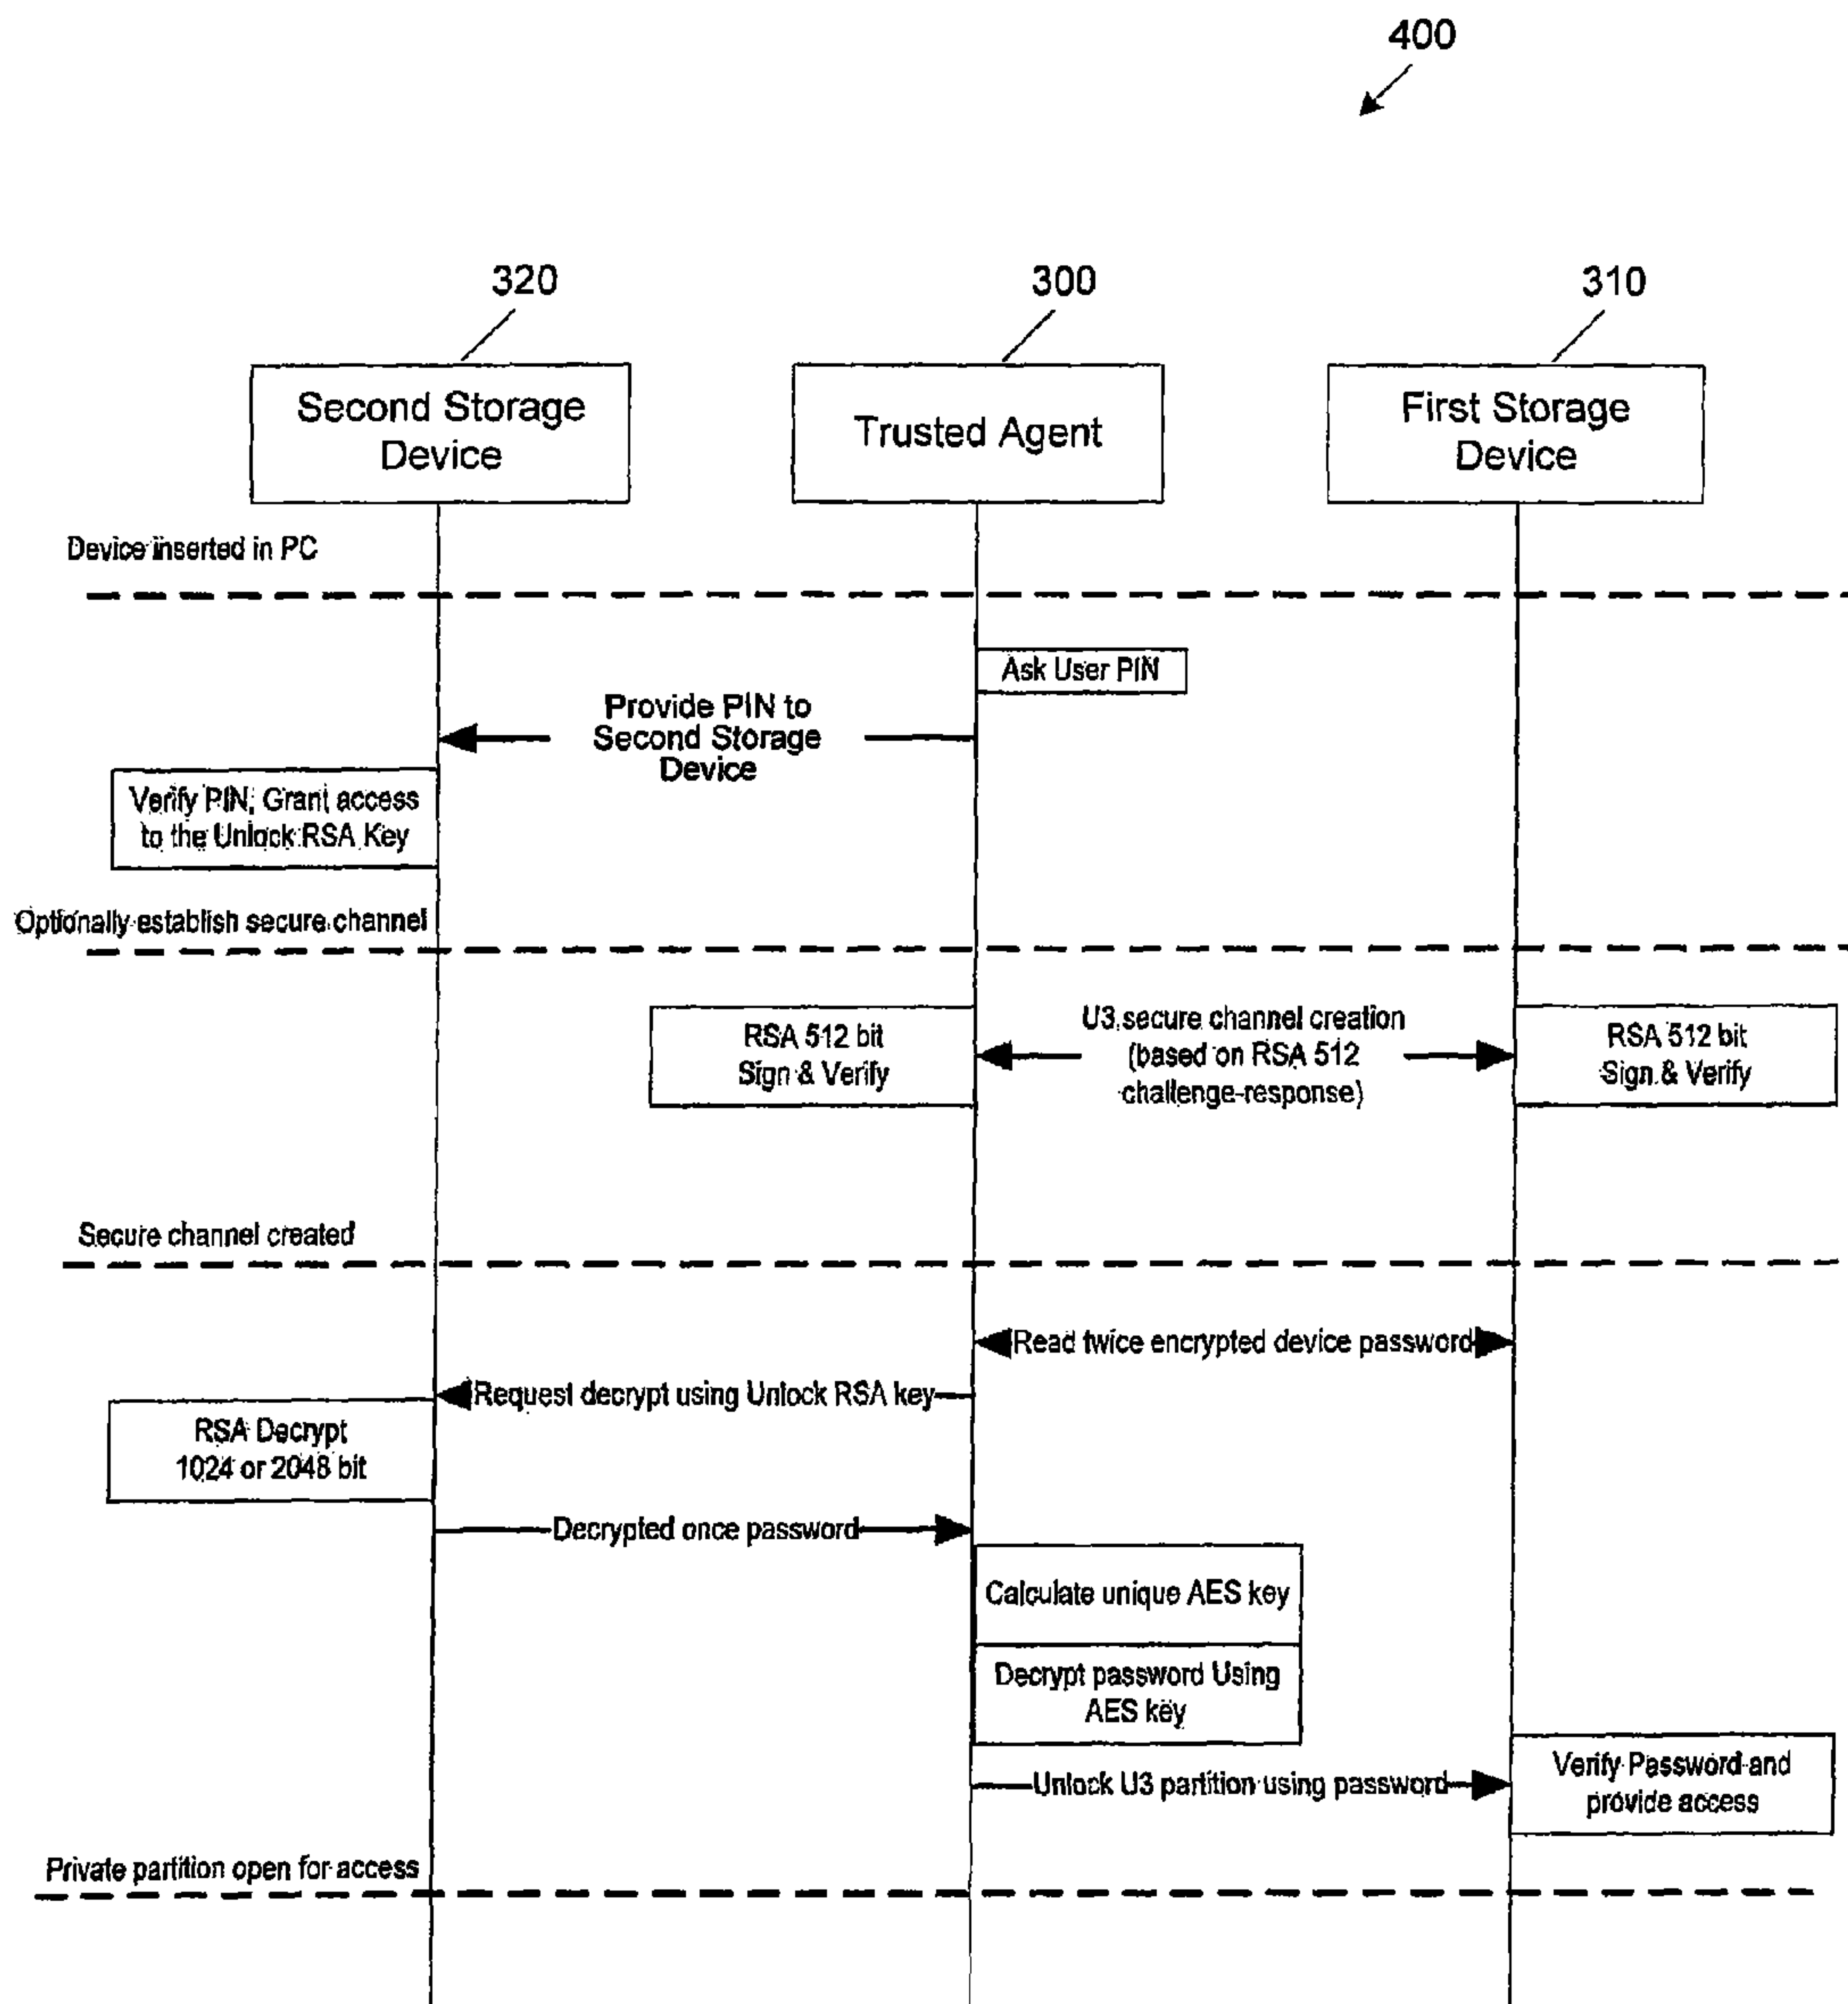 400
320
300
310
Second Storage
Device
Trusted Agent
First Storage
Device
Device inserted in PC
Ask User PIN
Provide PIN to
Second Storage
Device
Verify PIN; Grant access
to the Unlock RSA Key
Optionally establish secure channel
RSA 512 bit
Sign & Verify
U3 secure channel creation
(based on RSA 512
challenge-response)
RSA 512 bit
Sign & Verify
Secure channel created
Read twice encrypted device password
Request decrypt using Unlock RSA key
RSA Decrypt
1024 or 2048 bit
Decrypted once password
Calculate unique AES key
Decrypt password Using
AES key
Unlock U3 partition using password
Verify Password and
provide access
Private partition open for access